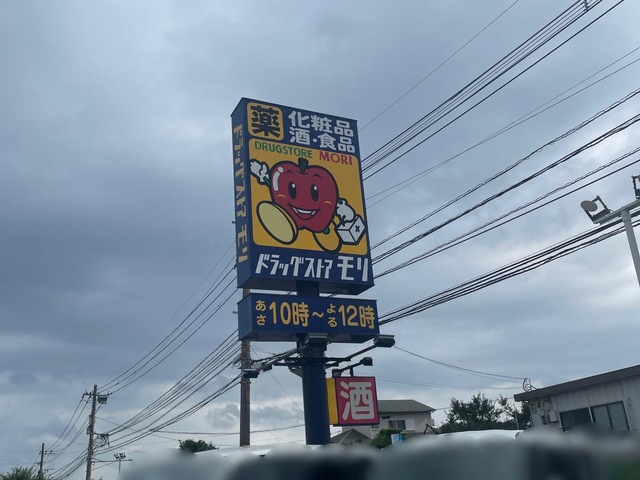 薬
化粧品
酒・食品
DRUGSTORE MORI
ドラッグストア モリ
あさ10時～よる12時
酒
ドラッグストア モリ